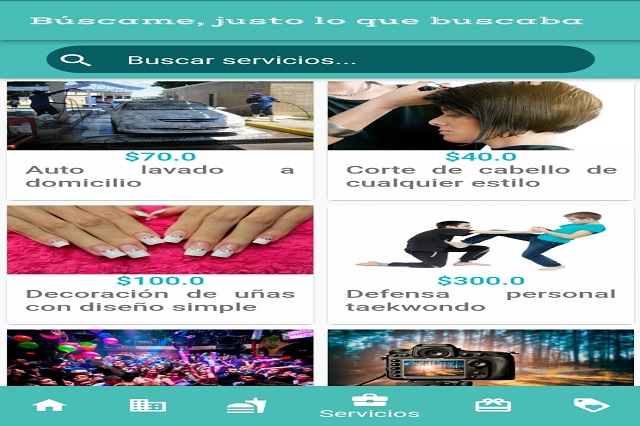 Búscame, justo lo que buscaba
Buscar servicios...
$70.0
Auto lavado a
domicilio
$40.0
Corte de cabello de
cualquier estilo
$100.0
Decoración de uñas
con diseño simple
$300.0
Defensa personal
taekwondo
Servicios